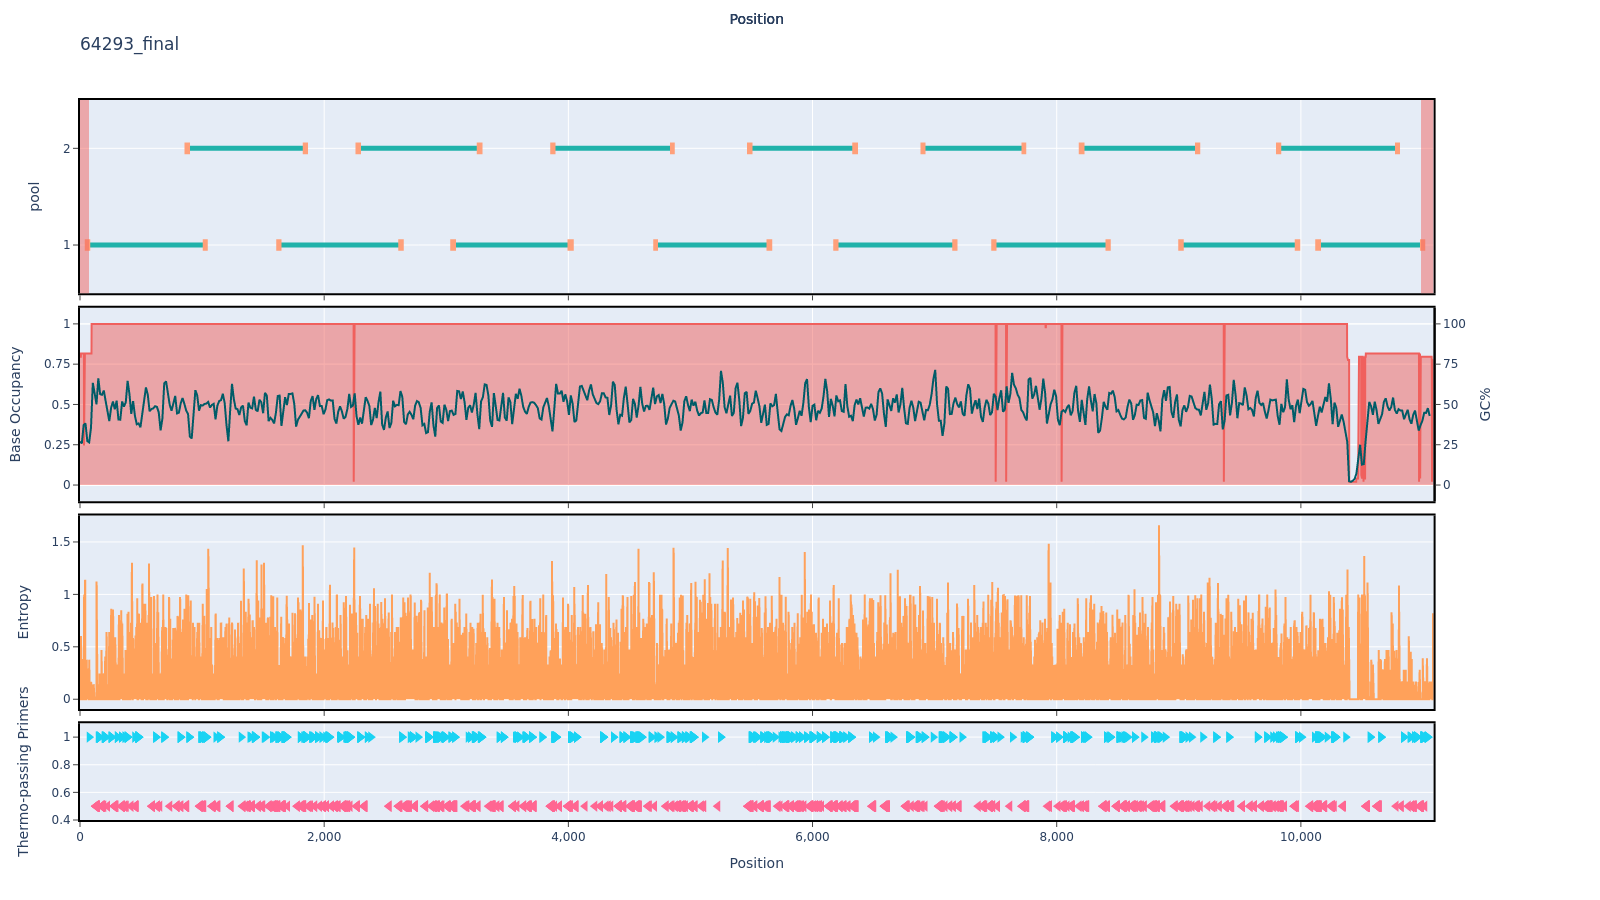 Position
64293_final
2
1
pool
1
0.75
0.5
0.25
0
Base Occupancy
100
75
50
25
0
GC%
1.5
1
0.5
0
Entropy
1
0.8
0.6
0.4
Thermo-passing Primers
0 2,000 4,000 6,000 8,000 10,000
Position